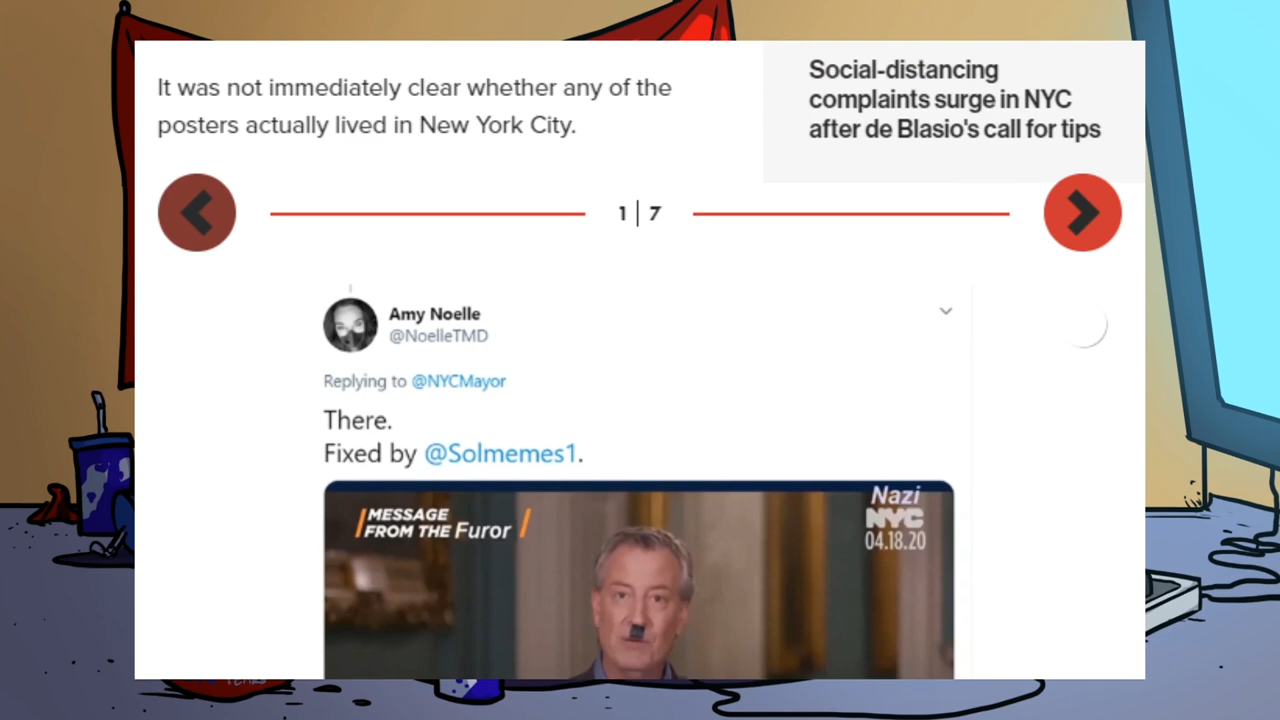 It was not immediately clear whether any of the
posters actually lived in New York City.
Social-distancing
complaints surge in NYC
after de Blasio's call for tips
1 | 7
Amy Noelle
@NoelleTMD
Replying to @NYCMayor
There.
Fixed by @Solmemes1.
MESSAGE
FROM THE Furor
Nazi
NYC
04.18.20
YEARS